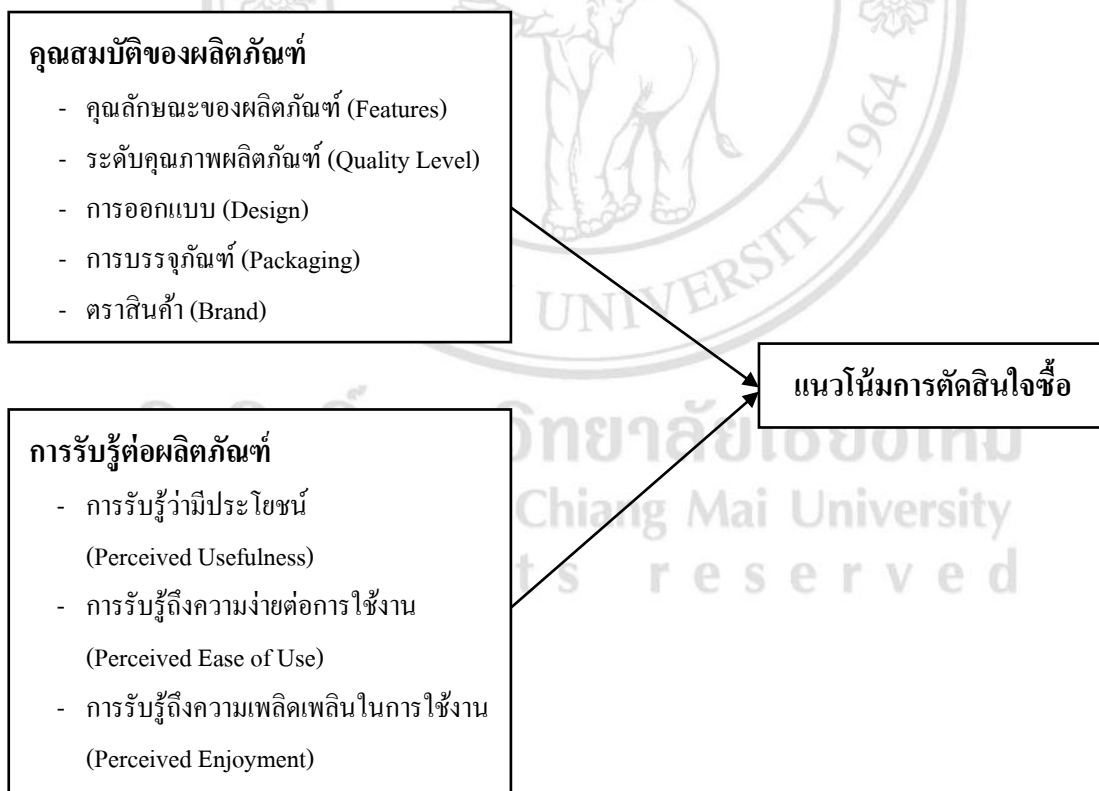 คุณสมบัติของผลิตภัณฑ์
- คุณลักษณะของผลิตภัณฑ์ (Features)
- ระดับคุณภาพผลิตภัณฑ์ (Quality Level)
- การออกแบบ (Design)
- การบรรจุภัณฑ์ (Packaging)
- ตราสินค้า (Brand)
แนวโน้มการตัดสินใจซื้อ
การรับรู้ต่อผลิตภัณฑ์
- การรับรู้ว่ามีประโยชน์
(Perceived Usefulness)
- การรับรู้ถึงความง่ายต่อการใช้งาน
(Perceived Ease of Use)
- การรับรู้ถึงความเพลิดเพลินในการใช้งาน
(Perceived Enjoyment)
UNIVERSITY 1964
Chiang Mai University
reserved